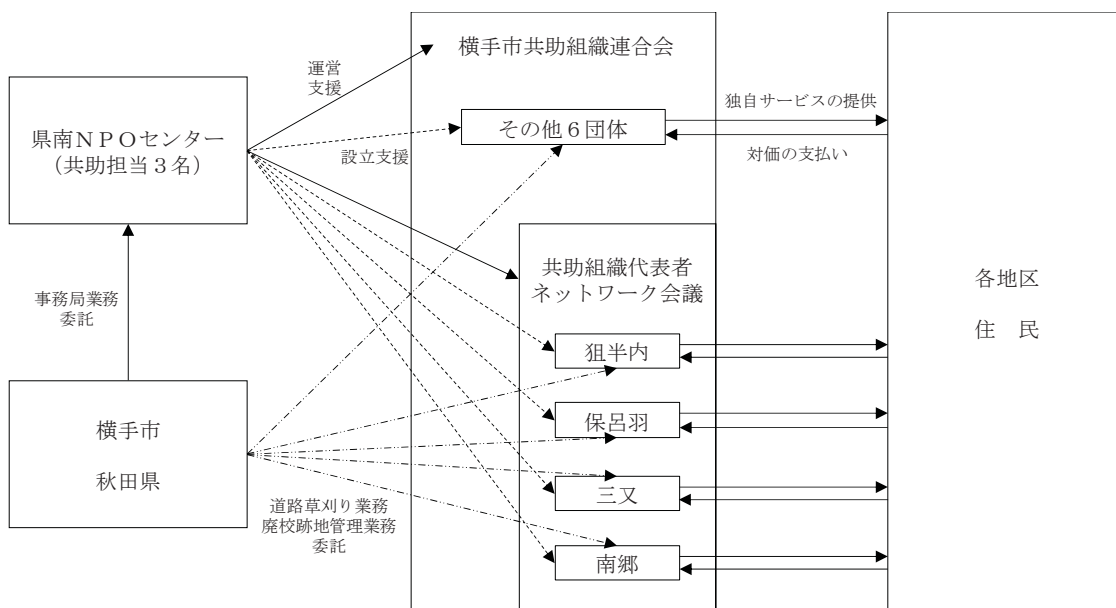 横手市共助組織連合会
運営
支援
独自サービスの提供
県南NPOセンター
(共助担当3名)
その他6団体
設立支援
対価の支払い
共助組織代表者
ネットワーク会議
各地区
住 民
事務局業務
委託
狙半内
横手市
秋田県
保呂羽
三又
道路草刈り業務
廃校跡地管理業務
委託
南郷